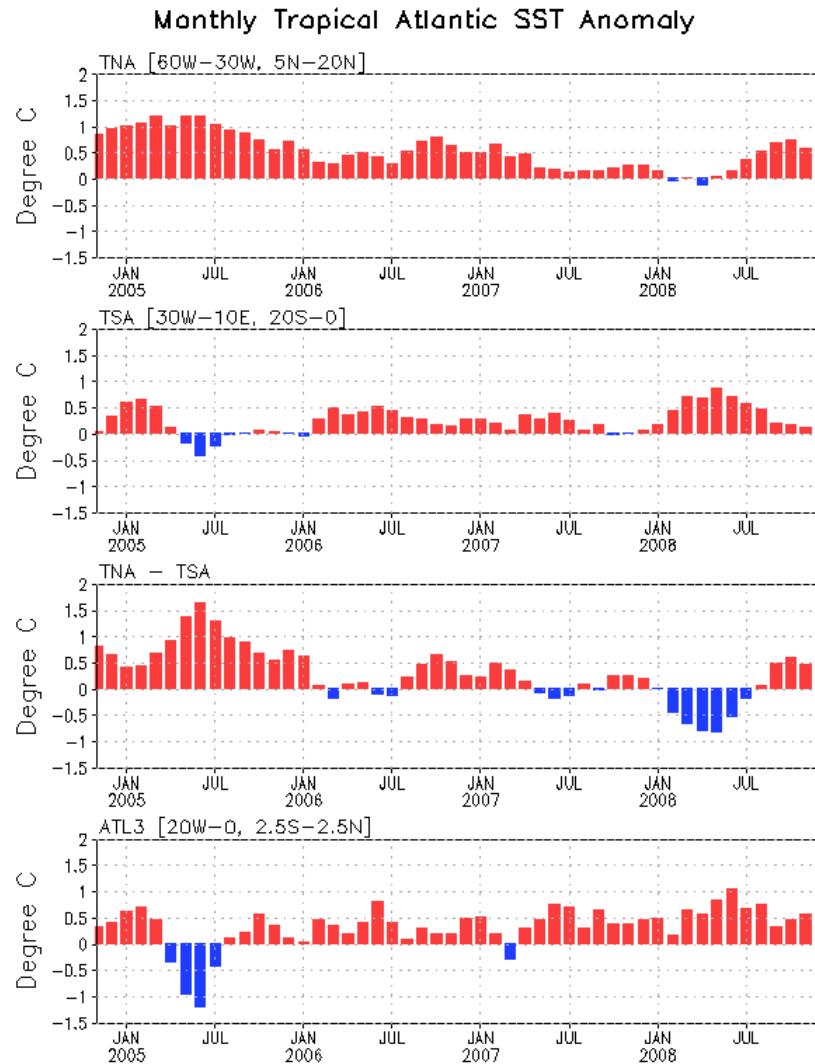 Monthly Tropical Atlantic SST Anomaly
TNA [60W-30W, 5N-20N]
Degree C
2
1.5
1
0.5
0
-0.5
-1
-1.5
JAN JUL JAN JUL JAN JUL JAN JUL
2005 2006 2007 2008
TSA [30W-10E, 20S-0]
Degree C
2
1.5
1
0.5
0
-0.5
-1
-1.5
JAN JUL JAN JUL JAN JUL JAN JUL
2005 2006 2007 2008
TNA - TSA
Degree C
2
1.5
1
0.5
0
-0.5
-1
-1.5
JAN JUL JAN JUL JAN JUL JAN JUL
2005 2006 2007 2008
ATL3 [20W-0, 2.5S-2.5N]
Degree C
2
1.5
1
0.5
0
-0.5
-1
-1.5
JAN JUL JAN JUL JAN JUL JAN JUL
2005 2006 2007 2008